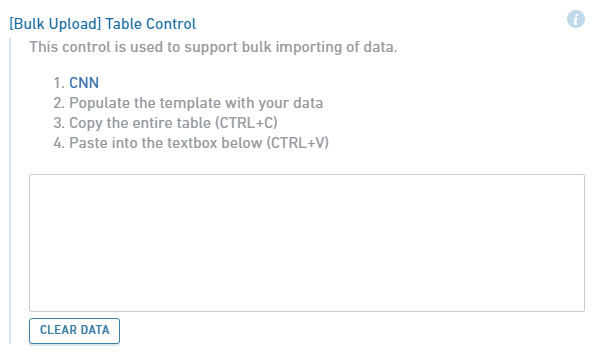 [Bulk Upload] Table Control
i
This control is used to support bulk importing of data.
1. CNN
2. Populate the template with your data
3. Copy the entire table (CTRL+C)
4. Paste into the textbox below (CTRL+V)
CLEAR DATA